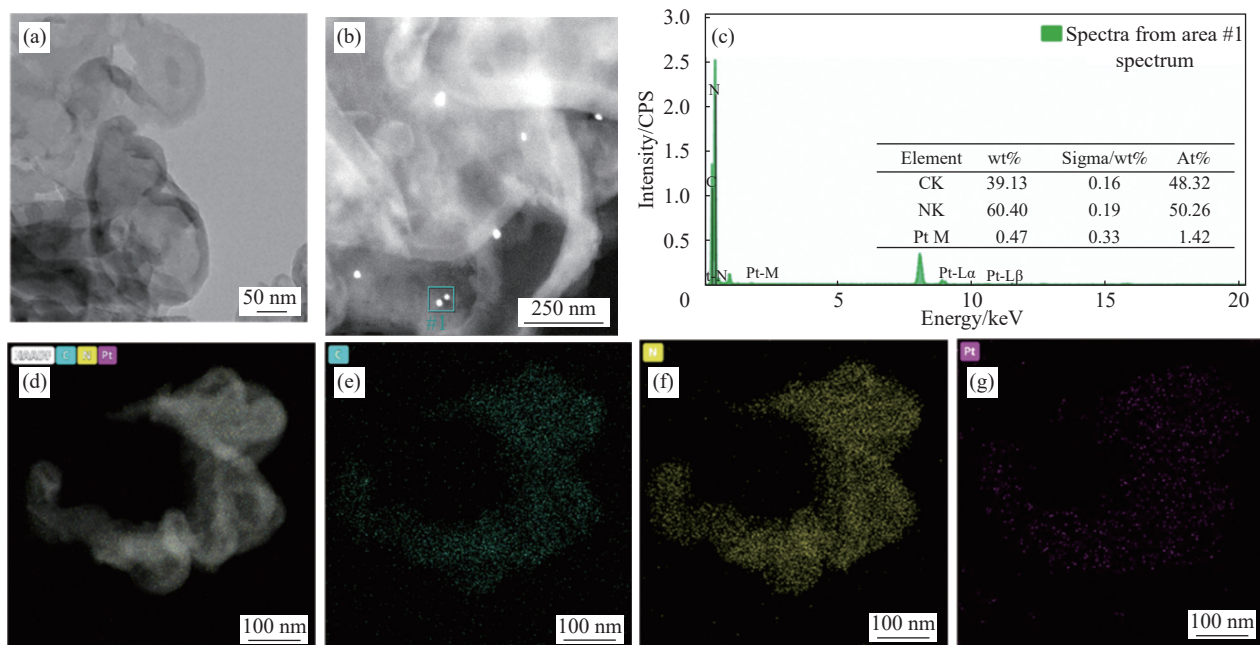 (a)
50 nm
(b)
#1
250 nm
(c)
Spectra from area #1
spectrum
Intensity/CPS
3.0
2.5
2.0
1.5
1.0
0.5
0
5
10
15
20
Energy/keV
N
C
t-N
Pt-M
Pt-Lα
Pt-Lβ
Element wt% Sigma/wt% At%
CK 39.13 0.16 48.32
NK 60.40 0.19 50.26
Pt M 0.47 0.33 1.42
HAADF C N Pt
(d)
100 nm
C
(e)
100 nm
N
(f)
100 nm
Pt
(g)
100 nm